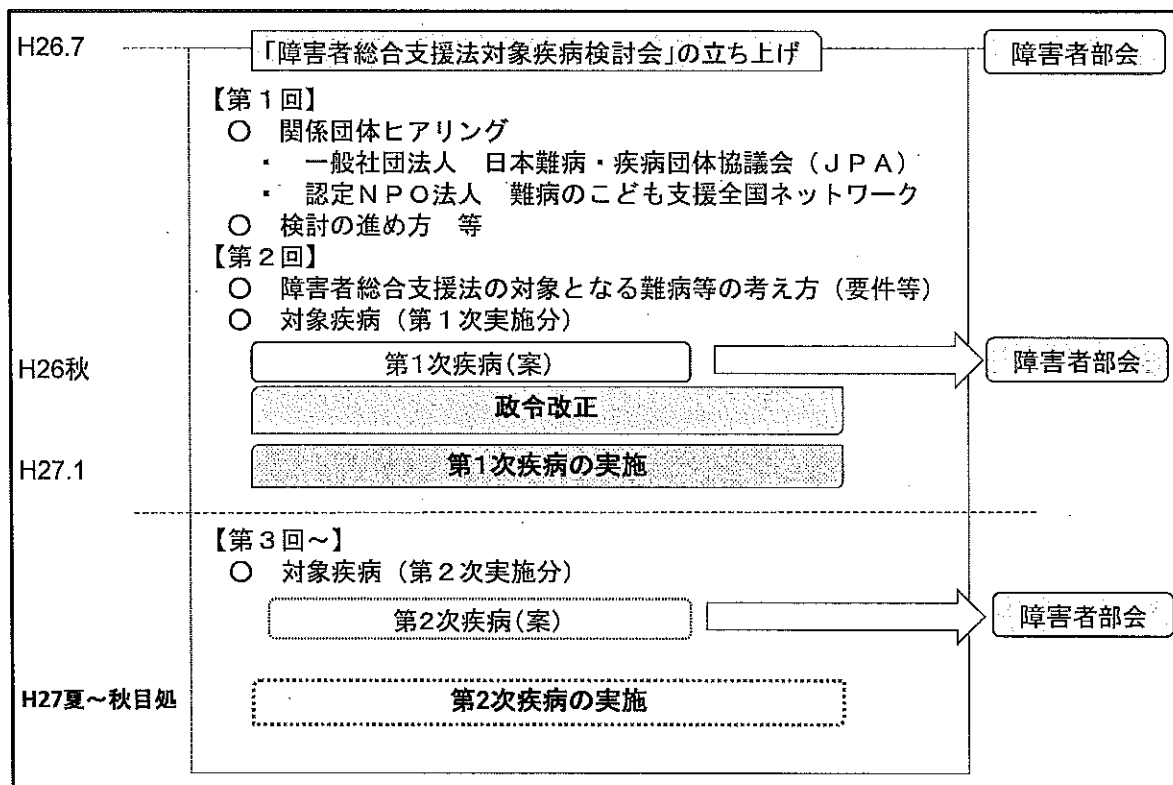 H26.7
「障害者総合支援法対象疾病検討会」の立ち上げ
障害者部会
【第1回】
○ 関係団体ヒアリング
・ 一般社団法人 日本難病・疾病団体協議会(JPA)
・ 認定NPO法人 難病のこども支援全国ネットワーク
○ 検討の進め方 等
【第2回】
○ 障害者総合支援法の対象となる難病等の考え方(要件等)
○ 対象疾病(第1次実施分)
H26秋
第1次疾病(案)
障害者部会
政令改正
H27.1
第1次疾病の実施
【第3回~】
○ 対象疾病(第2次実施分)
第2次疾病(案)
障害者部会
H27夏~秋目処
第2次疾病の実施